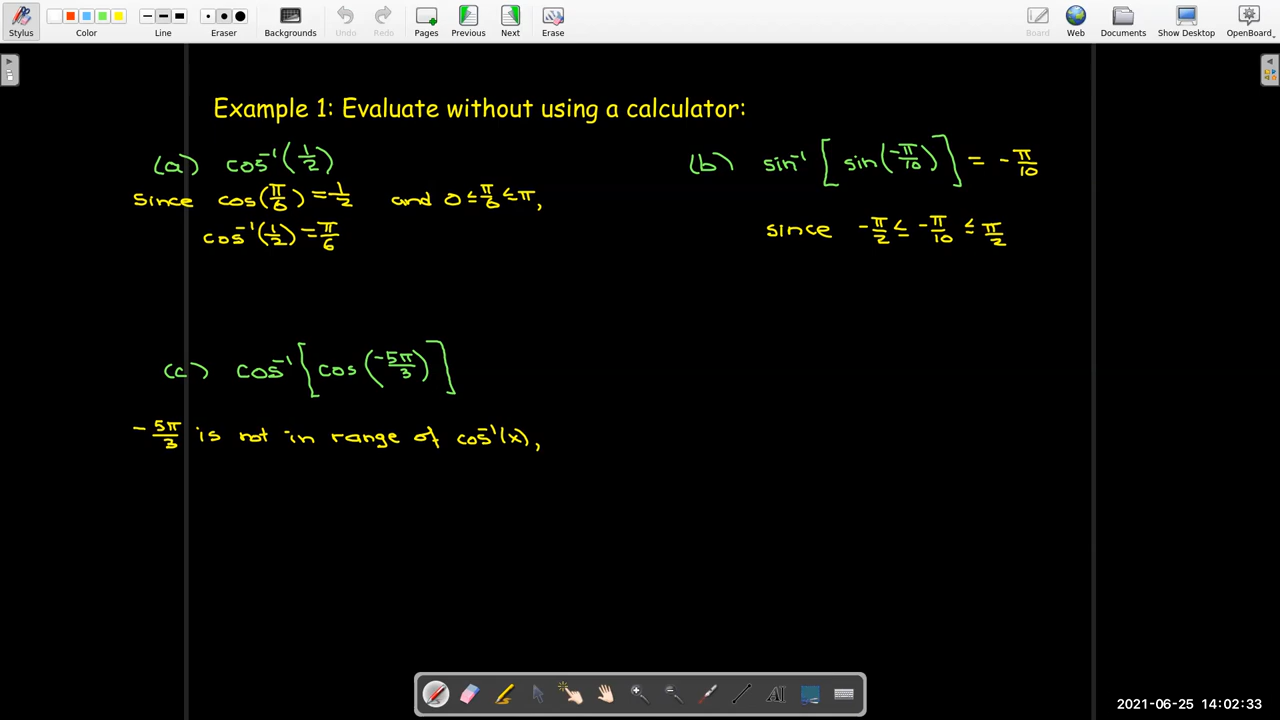 Stylus Color Line Eraser Backgrounds Undo Redo Pages Previous Next Erase Board Web Documents Show Desktop OpenBoard
Example 1: Evaluate without using a calculator:
(a) cos⁻¹(1/2)
since cos(π/6) = 1/2 and 0 ≤ π/6 ≤ π,
cos⁻¹(1/2) = π/6
(b) sin⁻¹[sin(-π/10)] = -π/10
since -π/2 ≤ -π/10 ≤ π/2
(c) cos⁻¹[cos(-5π/3)]
-5π/3 is not in range of cos⁻¹(x),
2021-06-25 14:02:33